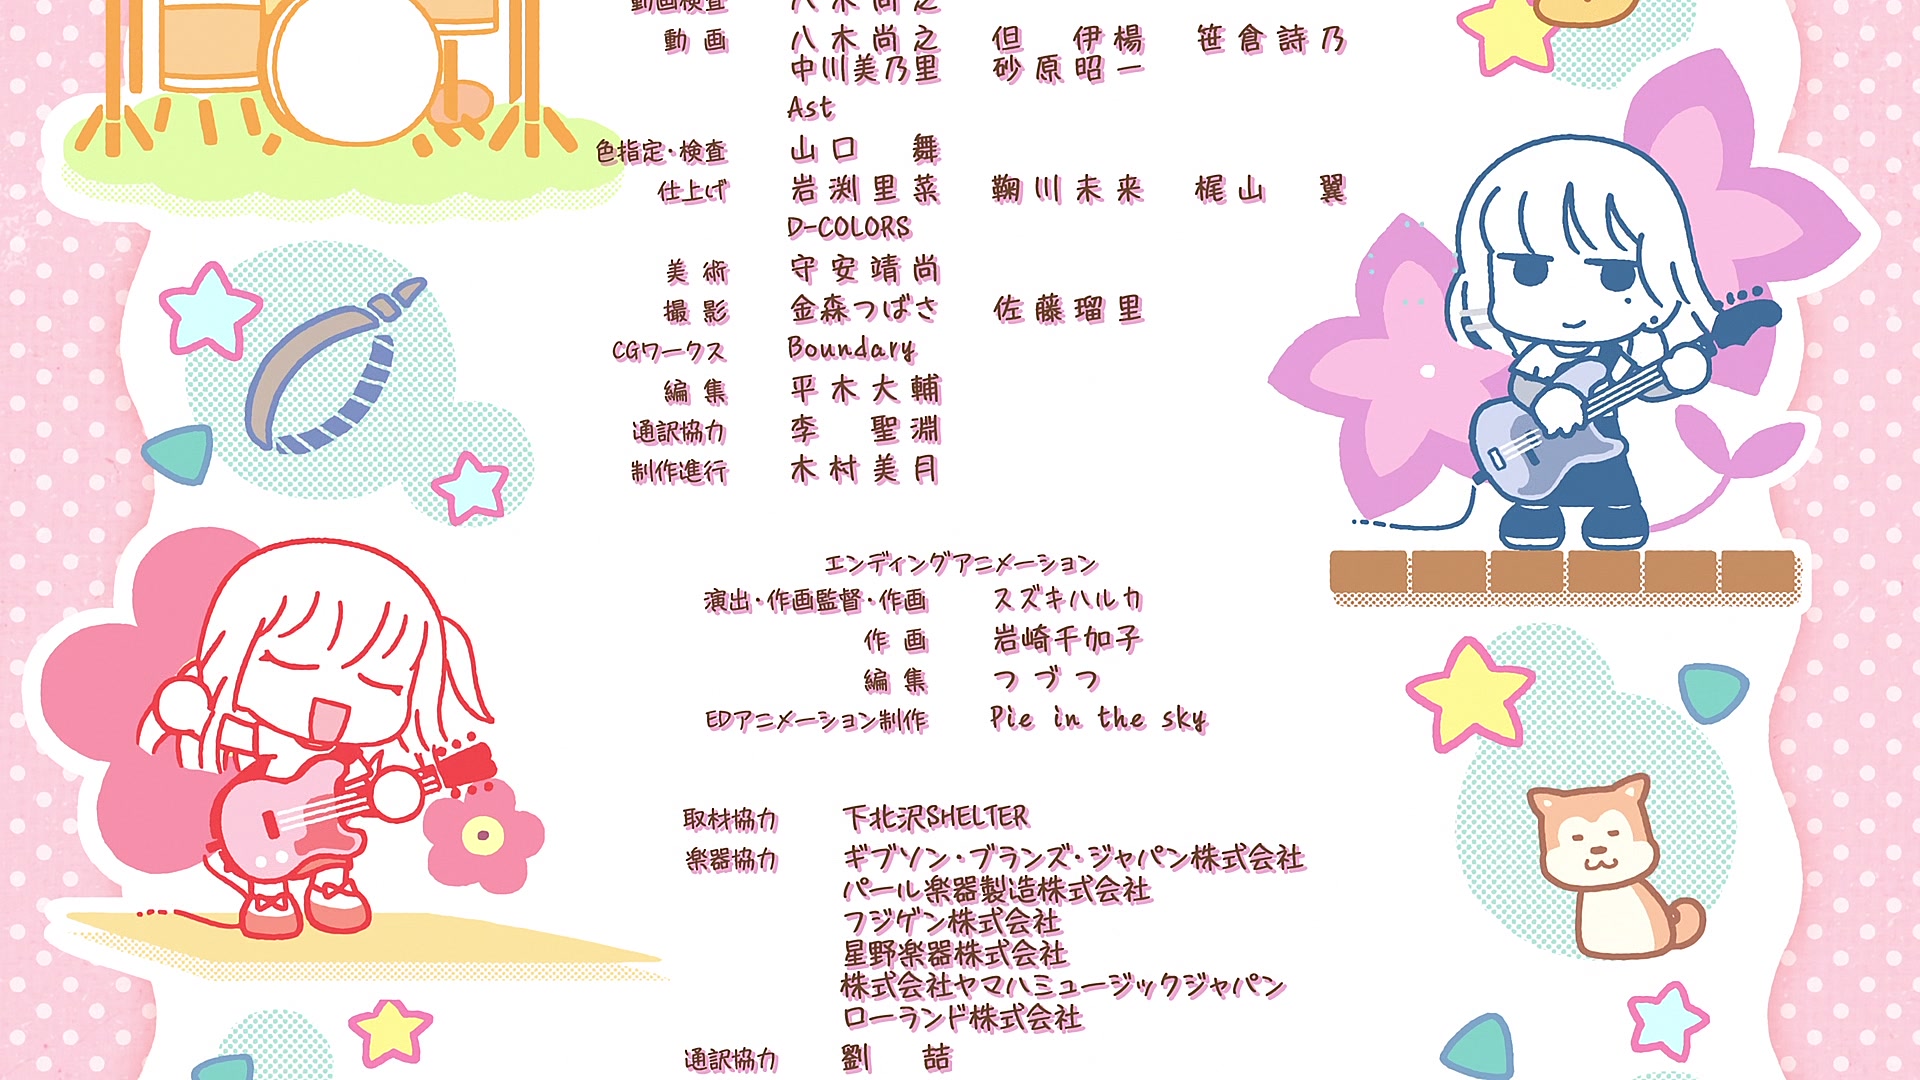 動画検査 八木尚之
動画 八木尚之 但 伊楊 笹倉詩乃
中川美乃里 砂原昭一
Ast
色指定・検査 山口 舞
仕上げ 岩渕里菜 鞠川未来 梶山 翼
D-COLORS
美術 守安靖尚
撮影 金森つばさ 佐藤瑠里
CGワークス Boundary
編集 平木大輔
通訳協力 李 聖淵
制作進行 木村美月
エンディングアニメーション
演出・作画監督・作画 スズキハルカ
作画 岩崎千加子
編集 つづつ
EDアニメーション制作 Pie in the sky
取材協力 下北沢SHELTER
楽器協力 ギブソン・ブランズ・ジャパン株式会社
パール楽器製造株式会社
フジゲン株式会社
星野楽器株式会社
株式会社ヤマハミュージックジャパン
ローランド株式会社
通訳協力 劉 喆